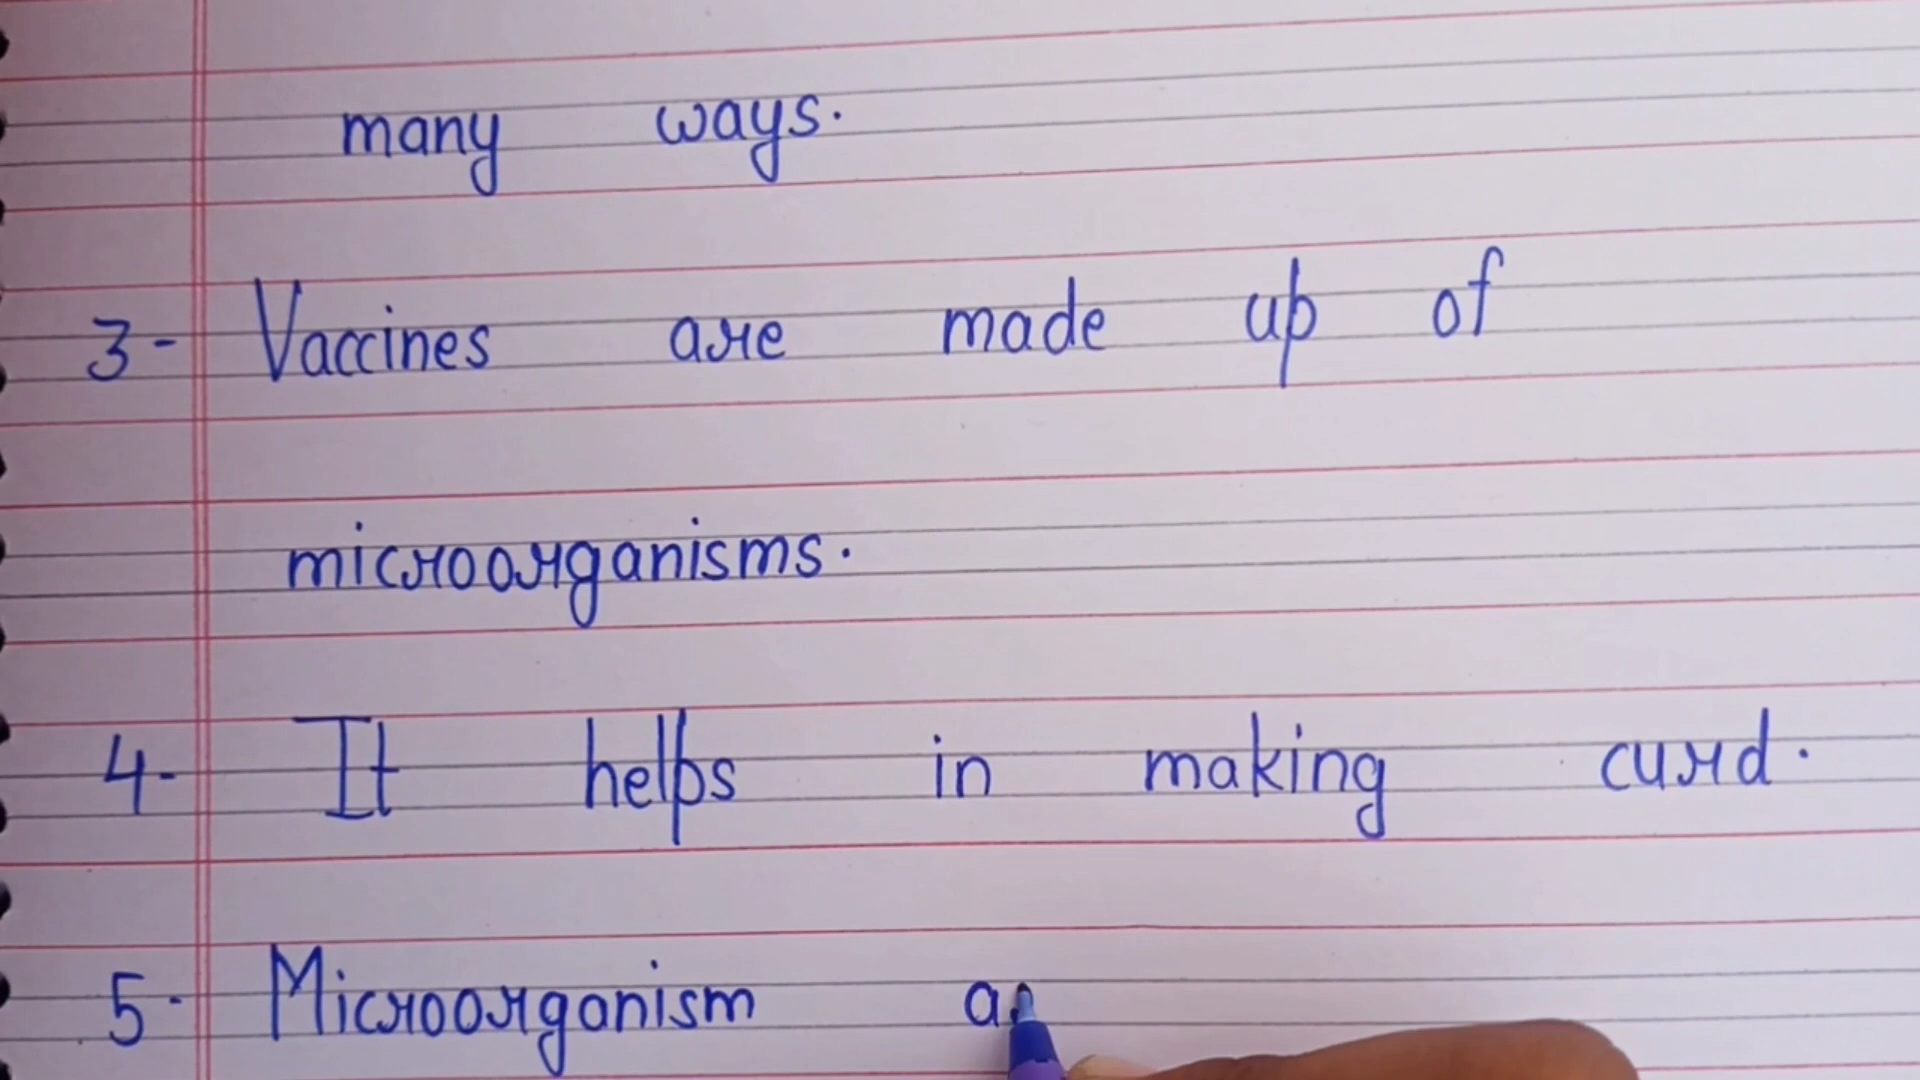 many ways.
3- Vaccines are made up of
microorganisms.
4- It helps in making curd.
5- Microorganism a